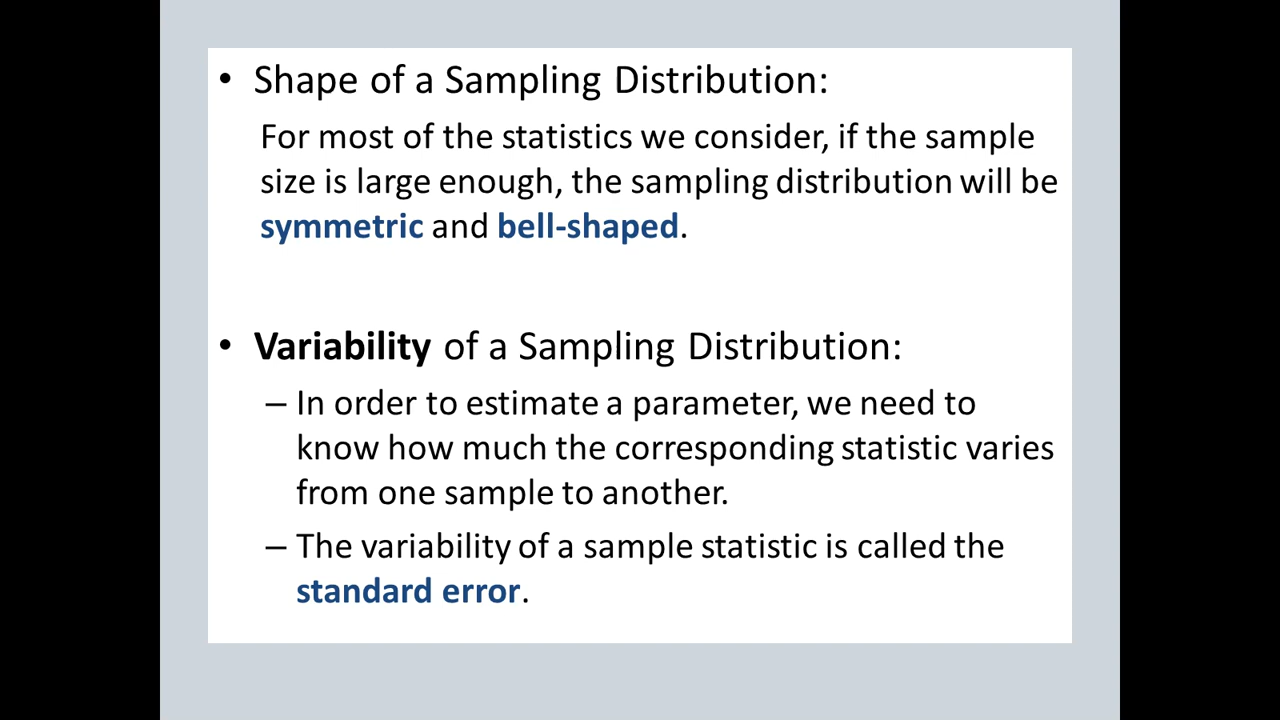 • Shape of a Sampling Distribution:
For most of the statistics we consider, if the sample
size is large enough, the sampling distribution will be
symmetric and bell-shaped.
• Variability of a Sampling Distribution:
– In order to estimate a parameter, we need to
know how much the corresponding statistic varies
from one sample to another.
– The variability of a sample statistic is called the
standard error.